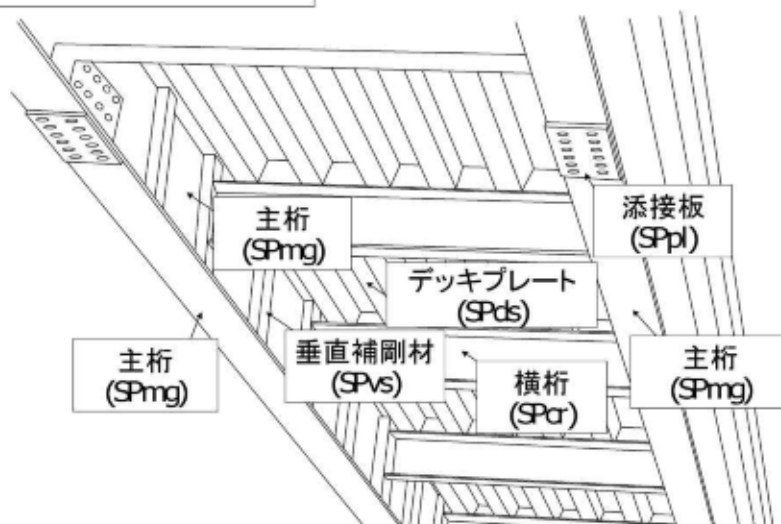 主桁
(SPmg)
添接板
(SPpl)
デッキプレート
(SPds)
主桁
(SPmg)
垂直補剛材
(SPvs)
横桁
(SPcr)
主桁
(SPmg)